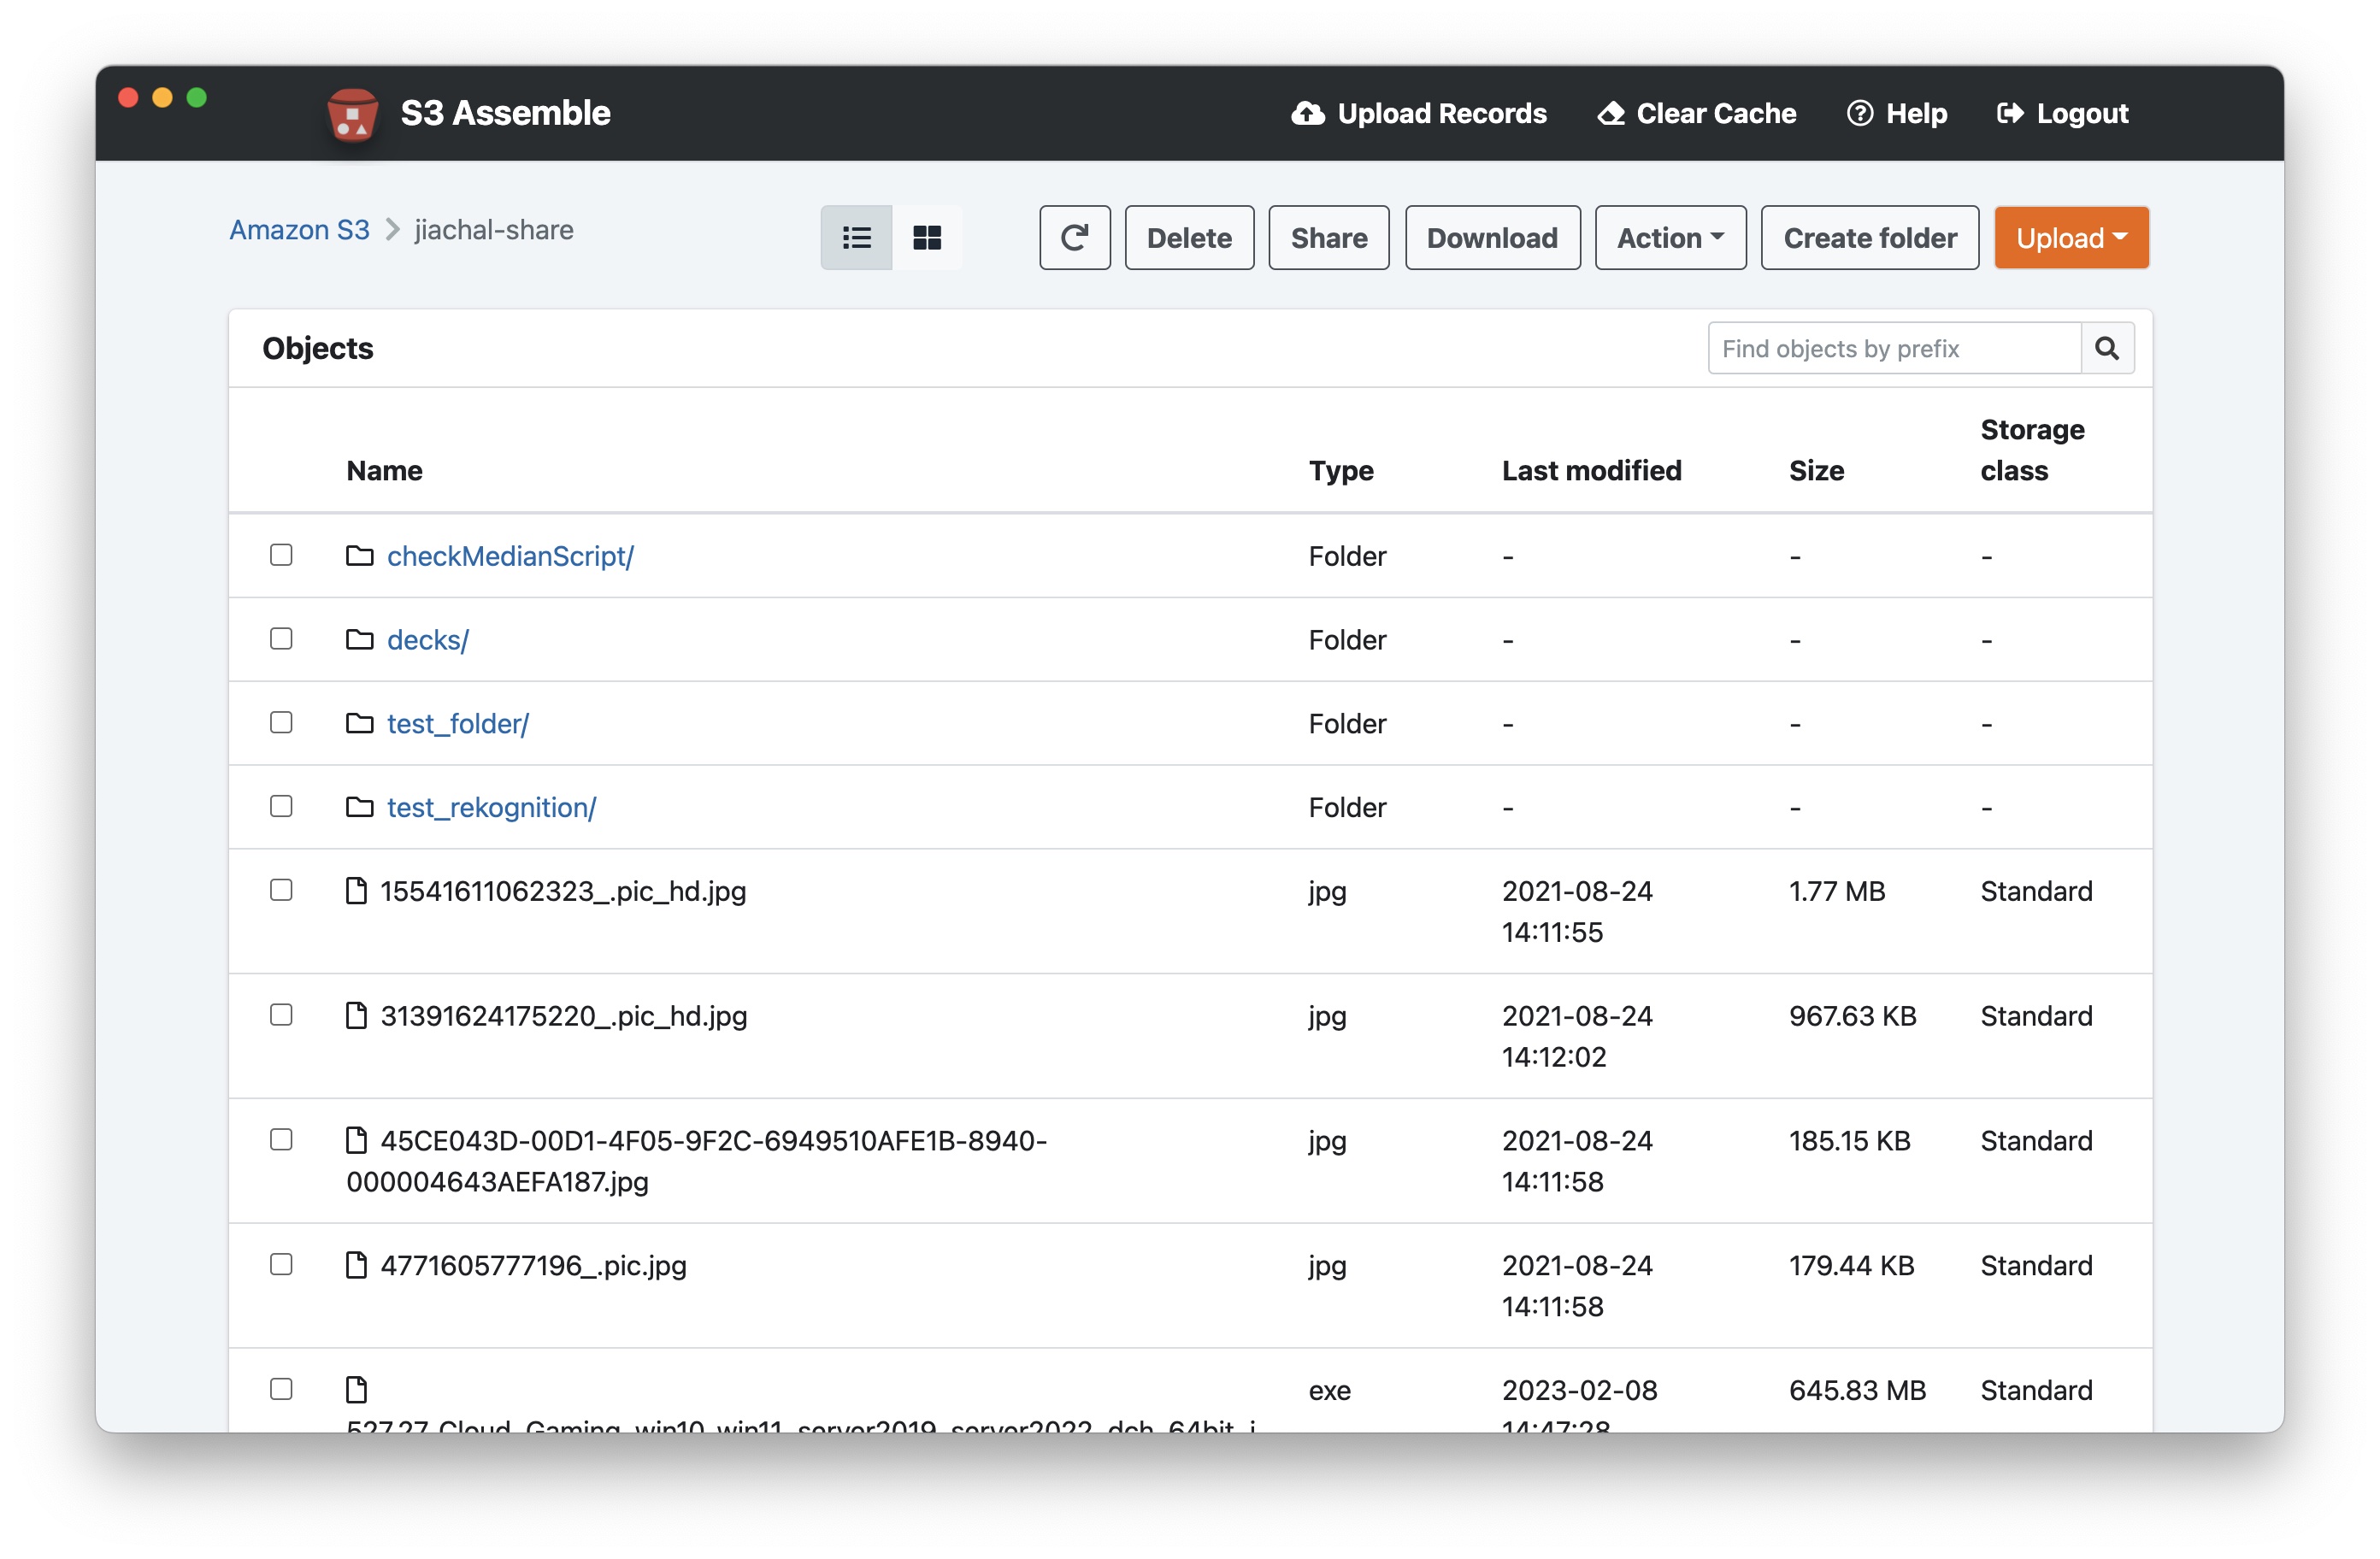 S3 Assemble
Upload Records
Clear Cache
Help
Logout
Amazon S3
jiachal-share
Delete
Share
Download
Action
Create folder
Upload
Objects
Find objects by prefix
Name
Type
Last modified
Size
Storage
class
checkMedianScript/
Folder
-
-
-
decks/
Folder
-
-
-
test_folder/
Folder
-
-
-
test_rekognition/
Folder
-
-
-
15541611062323_.pic_hd.jpg
jpg
2021-08-24
14:11:55
1.77 MB
Standard
31391624175220_.pic_hd.jpg
jpg
2021-08-24
14:12:02
967.63 KB
Standard
45CE043D-00D1-4F05-9F2C-6949510AFE1B-8940-
000004643AEFA187.jpg
jpg
2021-08-24
14:11:58
185.15 KB
Standard
4771605777196_.pic.jpg
jpg
2021-08-24
14:11:58
179.44 KB
Standard
exe
2023-02-08
645.83 MB
Standard
527.27_Cloud_Gaming_win10_win11_server2019_server2022_dch_64bit_i
14:47:28